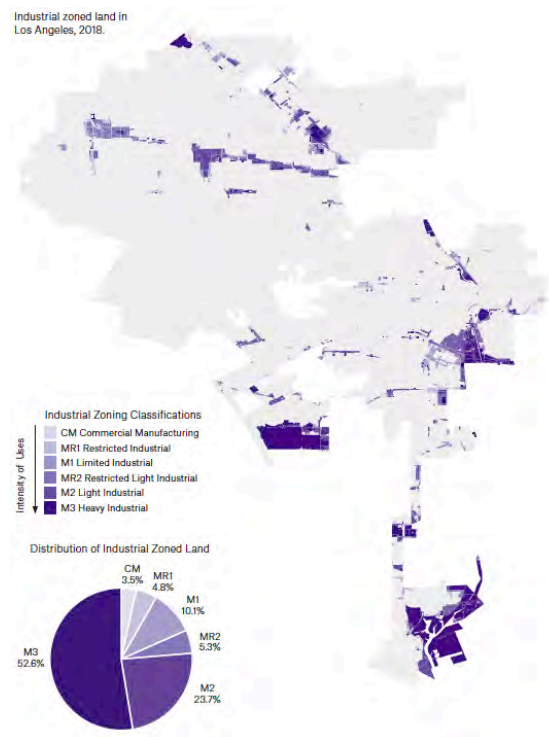 Industrial zoned land in
Los Angeles, 2018.
Industrial Zoning Classifications
Intensity of Uses
CM Commercial Manufacturing
MR1 Restricted Industrial
M1 Limited Industrial
MR2 Restricted Light Industrial
M2 Light Industrial
M3 Heavy Industrial
Distribution of Industrial Zoned Land
CM
3.5%
MR1
4.8%
M1
10.1%
MR2
5.3%
M2
23.7%
M3
52.6%